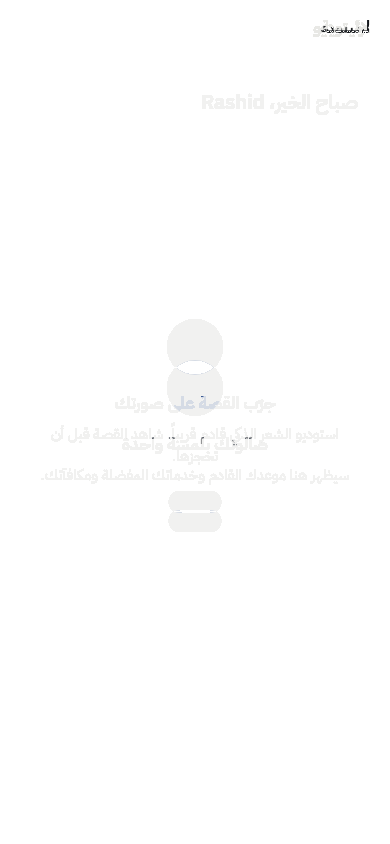 صباح الخير، Rashid
جرّب القصة على صورتك
استوديو الشعر الذكي قادم قريباً. شاهد القصة قبل أن
صالونك بلمسة واحدة
تحجزها.
سيظهر هنا موعدك القادم وخدماتك المفضلة ومكافآتك.